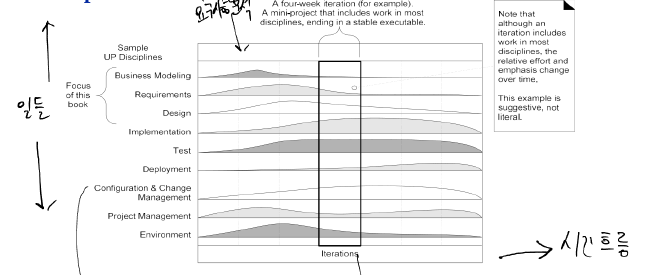 A four-week iteration (for example).
A mini-project that includes work in most
disciplines, ending in a stable executable.
Note that
although an
iteration includes
work in most
disciplines, the
relative effort and
emphasis change
over time.
This example is
suggestive, not
literal.
Sample
UP Disciplines
Focus
of this
book
Business Modeling
Requirements
Design
Implementation
Test
Deployment
Configuration & Change
Management
Project Management
Environment
Iterations
일들
시간 흐름